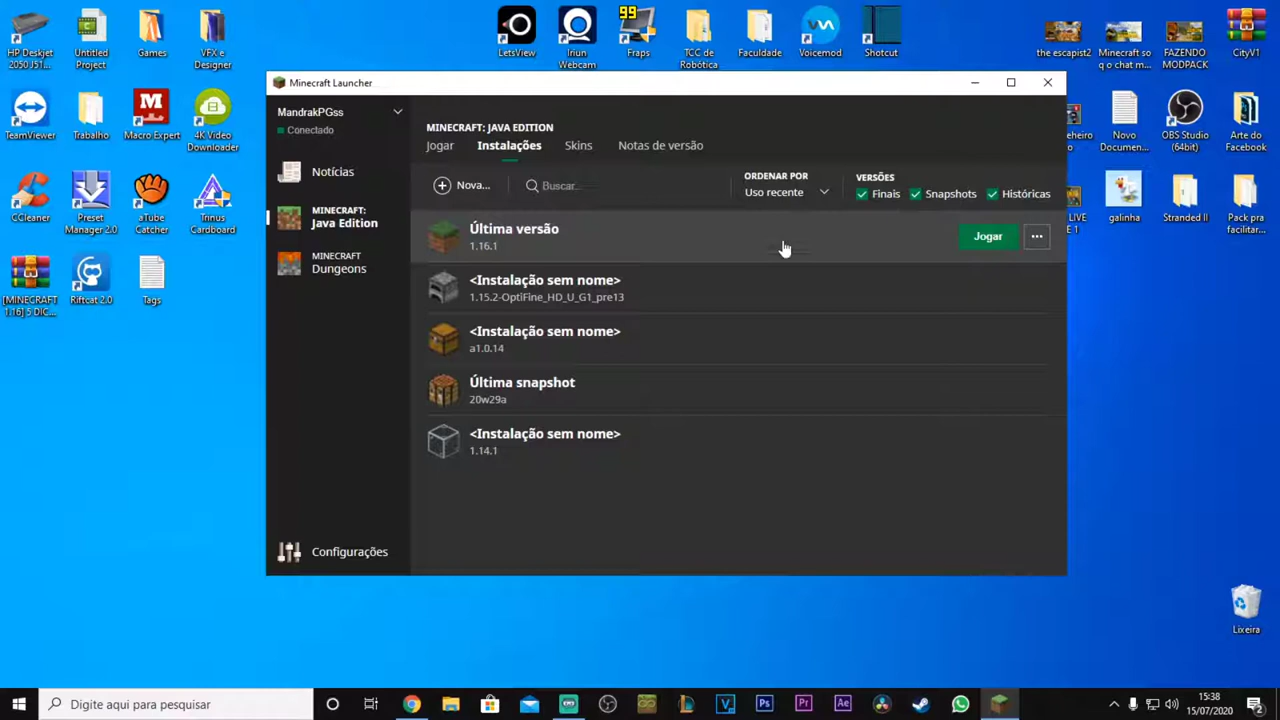 HP Deskjet
2050 J51...
Untitled
Project
Games
VFX e
Designer
LetsView
Iriun
Webcam
99
Fraps
TCC de
Robótica
Faculdade
Voicemod
Shotcut
the escapist2
Minecraft so
q o chat m...
FAZENDO
MODPACK
CityV1
TeamViewer
Trabalho
Macro Expert
4K Video
Downloader
Novo
Documen...
OBS Studio
(64bit)
Arte do
Facebook
CCleaner
Preset
Manager 2.0
aTube
Catcher
Trinus
Cardboard
galinha
Stranded II
Pack pra
facilitar...
[MINECRAFT
1.16] 5 DIC...
Riftcat 2.0
Tags
Minecraft Launcher
MandrakPGss
Conectado
Notícias
MINECRAFT:
Java Edition
MINECRAFT
Dungeons
Configurações
MINECRAFT: JAVA EDITION
Jogar
Instalações
Skins
Notas de versão
Nova...
Buscar...
ORDENAR POR
Uso recente
VERSÕES
Finais
Snapshots
Históricas
Última versão
1.16.1
Jogar
<Instalação sem nome>
1.15.2-OptiFine_HD_U_G1_pre13
<Instalação sem nome>
a1.0.14
Última snapshot
20w29a
<Instalação sem nome>
1.14.1
Lixeira
Digite aqui para pesquisar
15:38
15/07/2020